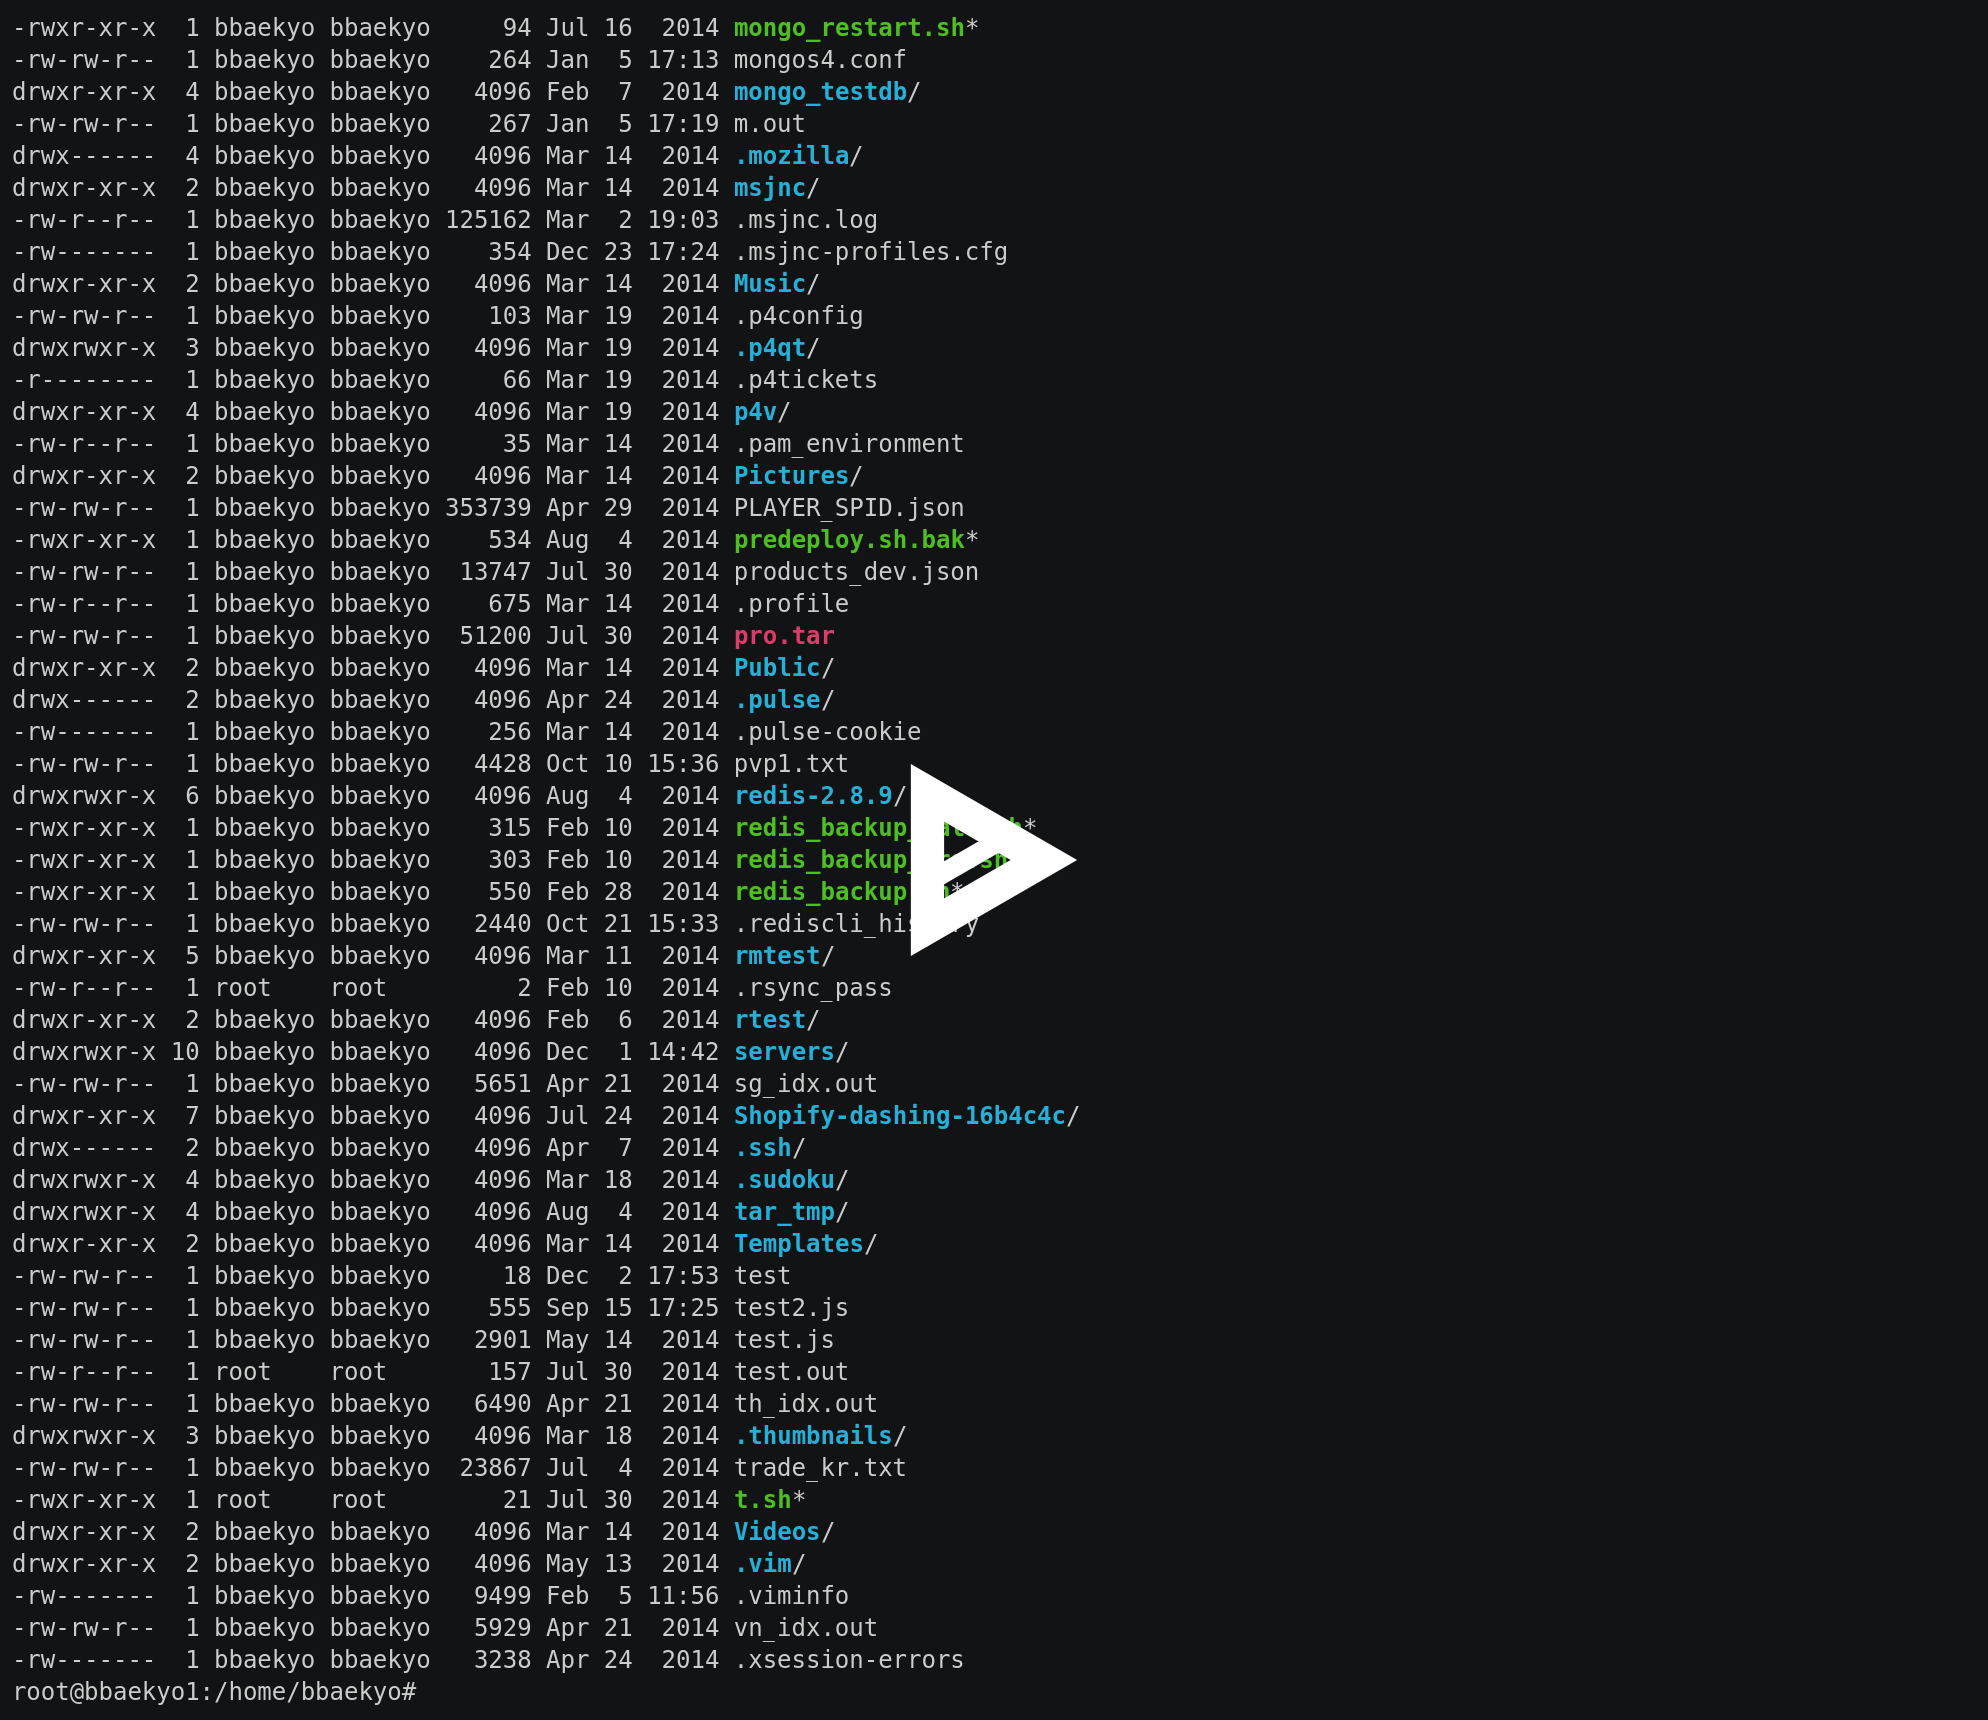 -rwxr-xr-x  1 bbaekyo bbaekyo     94 Jul 16  2014 mongo_restart.sh*
-rw-rw-r--  1 bbaekyo bbaekyo    264 Jan  5 17:13 mongos4.conf
drwxr-xr-x  4 bbaekyo bbaekyo   4096 Feb  7  2014 mongo_testdb/
-rw-rw-r--  1 bbaekyo bbaekyo    267 Jan  5 17:19 m.out
drwx------  4 bbaekyo bbaekyo   4096 Mar 14  2014 .mozilla/
drwxr-xr-x  2 bbaekyo bbaekyo   4096 Mar 14  2014 msjnc/
-rw-r--r--  1 bbaekyo bbaekyo 125162 Mar  2 19:03 .msjnc.log
-rw-------  1 bbaekyo bbaekyo    354 Dec 23 17:24 .msjnc-profiles.cfg
drwxr-xr-x  2 bbaekyo bbaekyo   4096 Mar 14  2014 Music/
-rw-rw-r--  1 bbaekyo bbaekyo    103 Mar 19  2014 .p4config
drwxrwxr-x  3 bbaekyo bbaekyo   4096 Mar 19  2014 .p4qt/
-r--------  1 bbaekyo bbaekyo     66 Mar 19  2014 .p4tickets
drwxr-xr-x  4 bbaekyo bbaekyo   4096 Mar 19  2014 p4v/
-rw-r--r--  1 bbaekyo bbaekyo     35 Mar 14  2014 .pam_environment
drwxr-xr-x  2 bbaekyo bbaekyo   4096 Mar 14  2014 Pictures/
-rw-rw-r--  1 bbaekyo bbaekyo 353739 Apr 29  2014 PLAYER_SPID.json
-rwxr-xr-x  1 bbaekyo bbaekyo    534 Aug  4  2014 predeploy.sh.bak*
-rw-rw-r--  1 bbaekyo bbaekyo  13747 Jul 30  2014 products_dev.json
-rw-r--r--  1 bbaekyo bbaekyo    675 Mar 14  2014 .profile
-rw-rw-r--  1 bbaekyo bbaekyo  51200 Jul 30  2014 pro.tar
drwxr-xr-x  2 bbaekyo bbaekyo   4096 Mar 14  2014 Public/
drwx------  2 bbaekyo bbaekyo   4096 Apr 24  2014 .pulse/
-rw-------  1 bbaekyo bbaekyo    256 Mar 14  2014 .pulse-cookie
-rw-rw-r--  1 bbaekyo bbaekyo   4428 Oct 10 15:36 pvp1.txt
drwxrwxr-x  6 bbaekyo bbaekyo   4096 Aug  4  2014 redis-2.8.9/
-rwxr-xr-x  1 bbaekyo bbaekyo    315 Feb 10  2014
-rwxr-xr-x  1 bbaekyo bbaekyo    303 Feb 10  2014
-rwxr-xr-x  1 bbaekyo bbaekyo    550 Feb 28  2014
-rw-rw-r--  1 bbaekyo bbaekyo   2440 Oct 21 15:33 .rediscli_history
drwxr-xr-x  5 bbaekyo bbaekyo   4096 Mar 11  2014 rmtest/
-rw-r--r--  1 root    root         2 Feb 10  2014 .rsync_pass
drwxr-xr-x  2 bbaekyo bbaekyo   4096 Feb  6  2014 rtest/
drwxrwxr-x 10 bbaekyo bbaekyo   4096 Dec  1 14:42 servers/
-rw-rw-r--  1 bbaekyo bbaekyo   5651 Apr 21  2014 sg_idx.out
drwxr-xr-x  7 bbaekyo bbaekyo   4096 Jul 24  2014 Shopify-dashing-16b4c4c/
drwx------  2 bbaekyo bbaekyo   4096 Apr  7  2014 .ssh/
drwxrwxr-x  4 bbaekyo bbaekyo   4096 Mar 18  2014 .sudoku/
drwxrwxr-x  4 bbaekyo bbaekyo   4096 Aug  4  2014 tar_tmp/
drwxr-xr-x  2 bbaekyo bbaekyo   4096 Mar 14  2014 Templates/
-rw-rw-r--  1 bbaekyo bbaekyo     18 Dec  2 17:53 test
-rw-rw-r--  1 bbaekyo bbaekyo    555 Sep 15 17:25 test2.js
-rw-rw-r--  1 bbaekyo bbaekyo   2901 May 14  2014 test.js
-rw-r--r--  1 root    root       157 Jul 30  2014 test.out
-rw-rw-r--  1 bbaekyo bbaekyo   6490 Apr 21  2014 th_idx.out
drwxrwxr-x  3 bbaekyo bbaekyo   4096 Mar 18  2014 .thumbnails/
-rw-rw-r--  1 bbaekyo bbaekyo  23867 Jul  4  2014 trade_kr.txt
-rwxr-xr-x  1 root    root        21 Jul 30  2014 t.sh*
drwxr-xr-x  2 bbaekyo bbaekyo   4096 Mar 14  2014 Videos/
drwxr-xr-x  2 bbaekyo bbaekyo   4096 May 13  2014 .vim/
-rw-------  1 bbaekyo bbaekyo   9499 Feb  5 11:56 .viminfo
-rw-rw-r--  1 bbaekyo bbaekyo   5929 Apr 21  2014 vn_idx.out
-rw-------  1 bbaekyo bbaekyo   3238 Apr 24  2014 .xsession-errors
root@bbaekyo1:/home/bbaekyo#